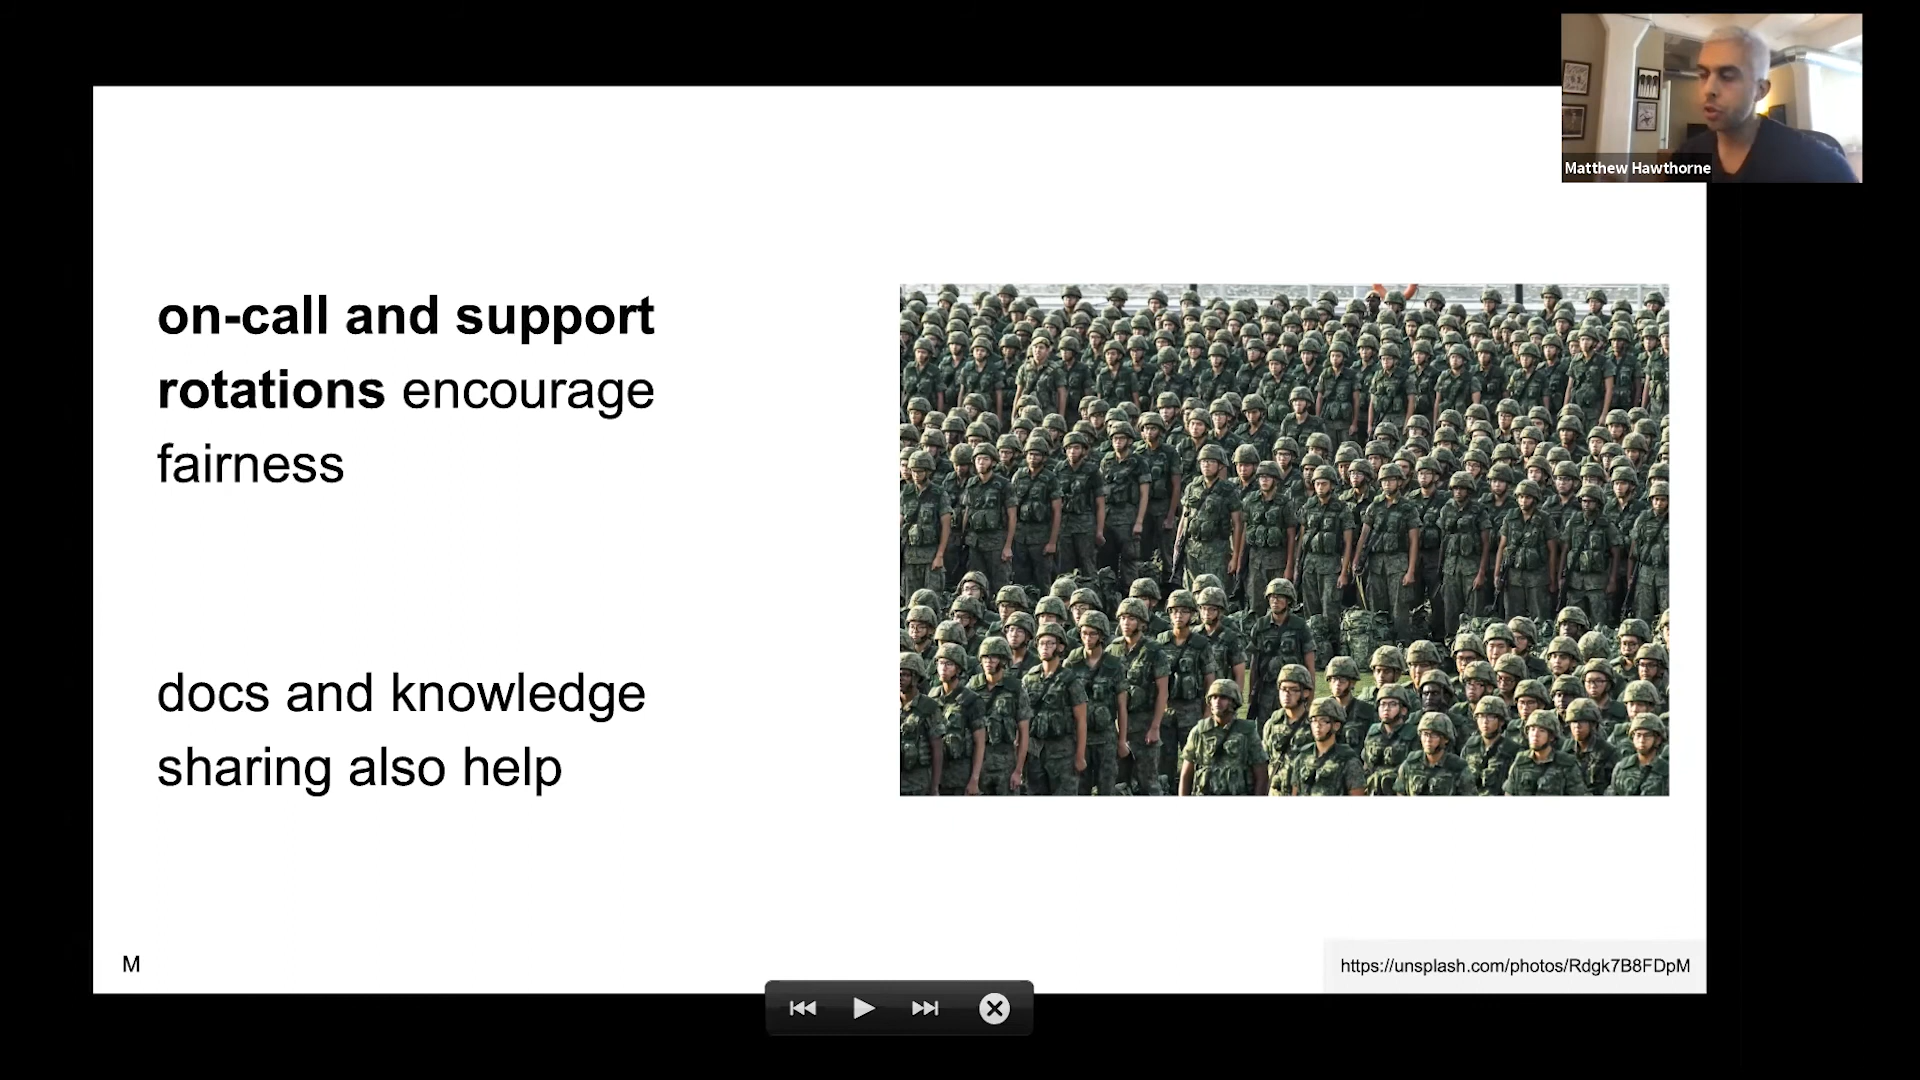 Matthew Hawthorne
on-call and support
rotations encourage
fairness
docs and knowledge
sharing also help
M
https://unsplash.com/photos/Rdgk7B8FDpM